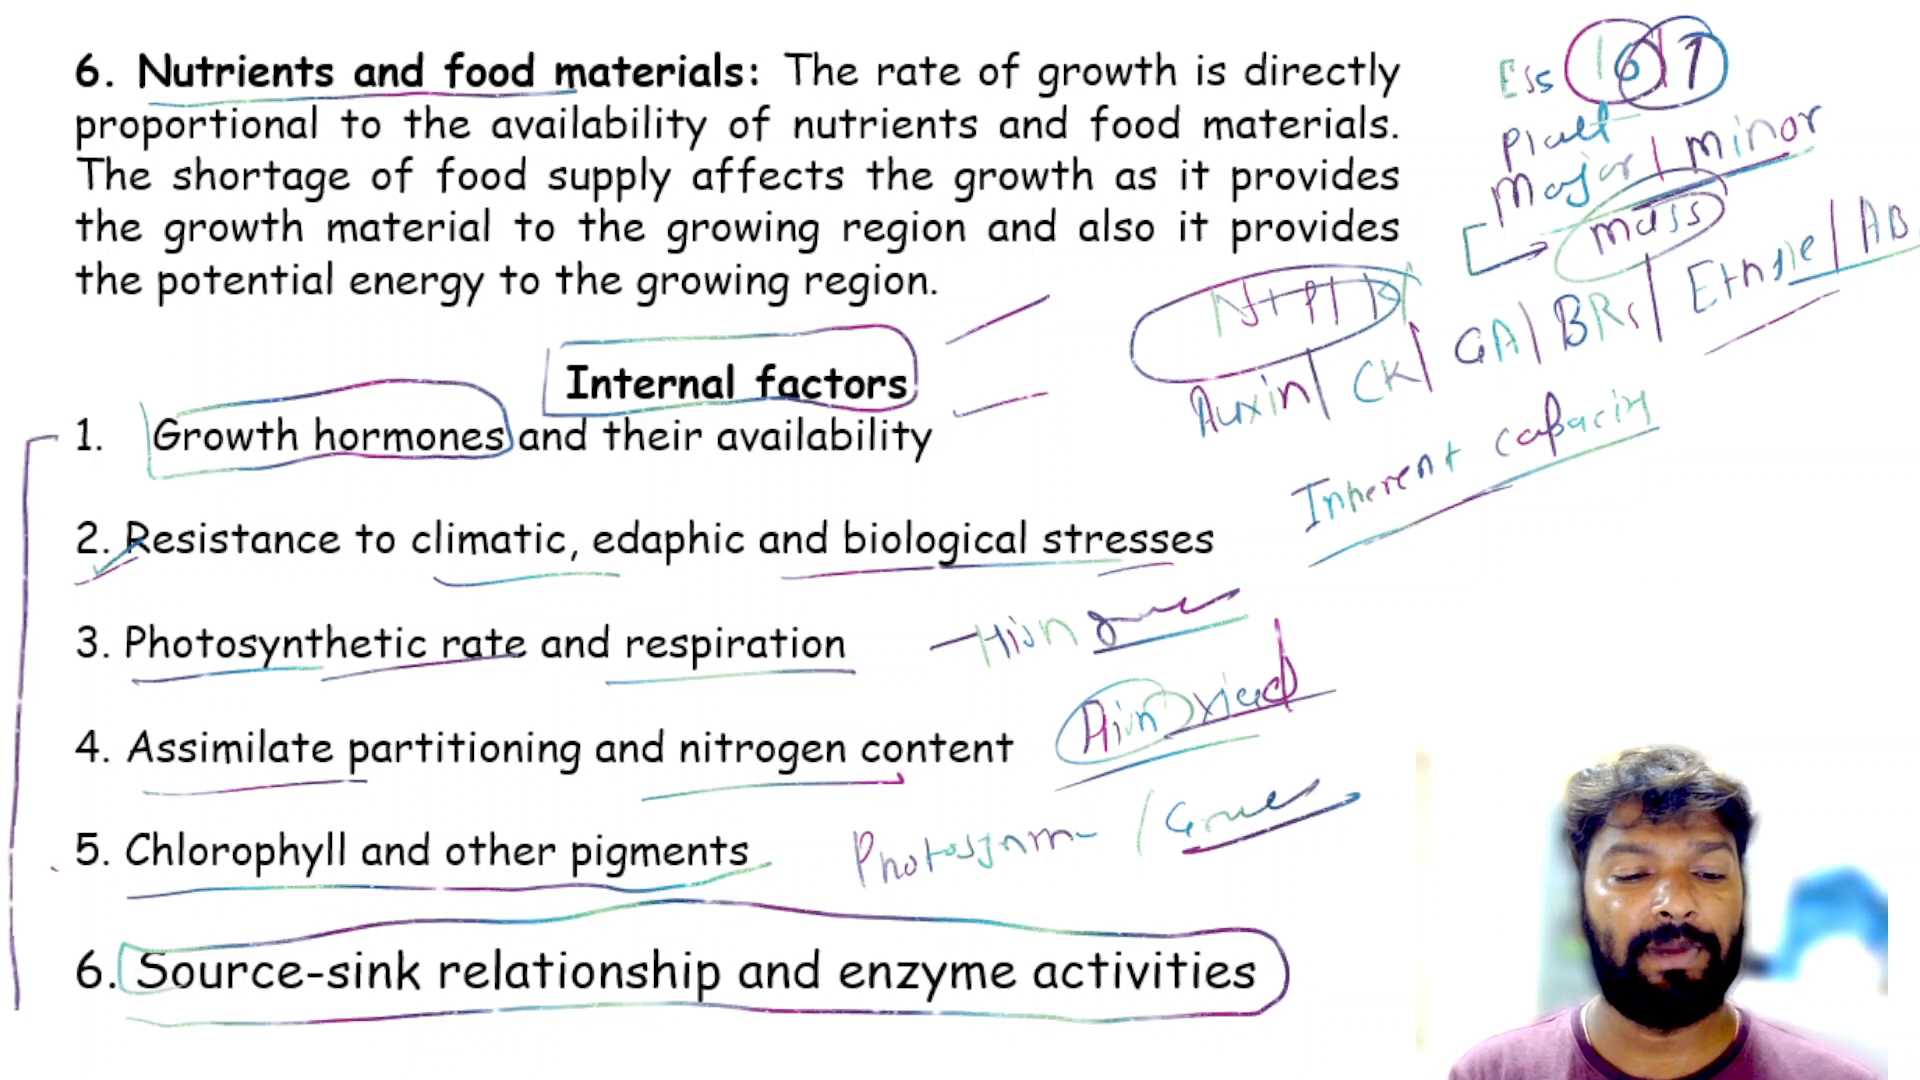 6. Nutrients and food materials: The rate of growth is directly
proportional to the availability of nutrients and food materials.
The shortage of food supply affects the growth as it provides
the growth material to the growing region and also it provides
the potential energy to the growing region.
Ess 16 17
Major | minor
mass
N + P | K
Auxin | CK | GA | BRs |
Inherent capacity
Internal factors
1. Growth hormones and their availability
2. Resistance to climatic, edaphic and biological stresses
3. Photosynthetic rate and respiration
4. Assimilate partitioning and nitrogen content
5. Chlorophyll and other pigments
6. Source-sink relationship and enzyme activities